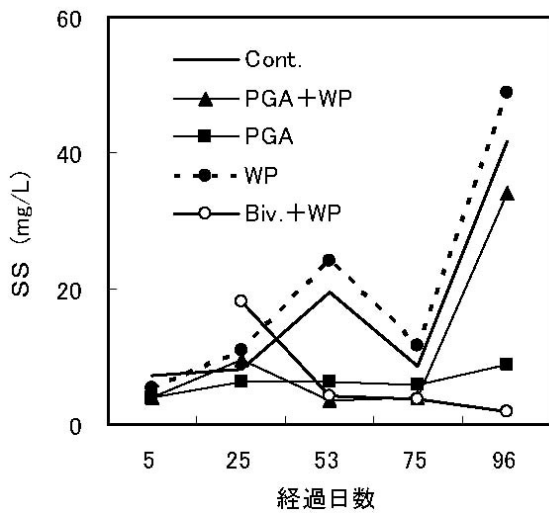 60
40
20
0
SS (mg/L)
Cont.
PGA＋WP
PGA
WP
Biv.＋WP
5 25 53 75 96
経過日数